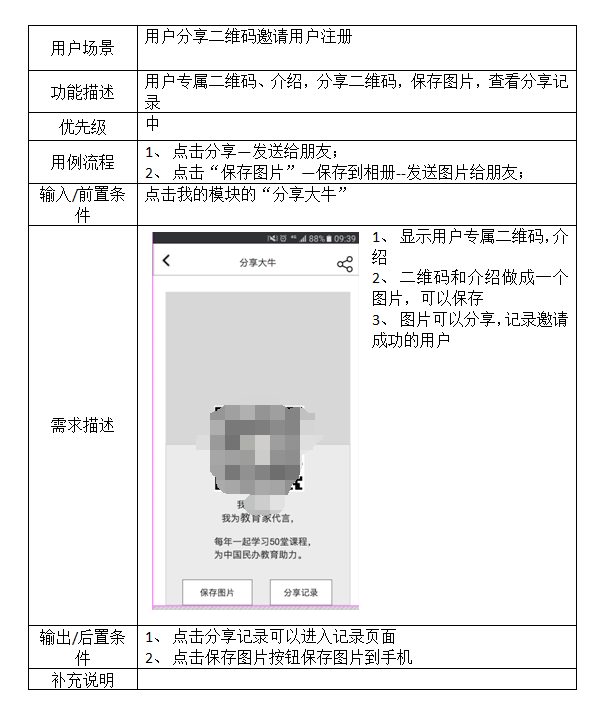 用户场景
用户分享二维码邀请用户注册
功能描述
用户专属二维码、介绍，分享二维码，保存图片，查看分享记
录
优先级
中
用例流程
1、 点击分享—发送给朋友；
2、 点击“保存图片”—保存到相册--发送图片给朋友；
输入/前置条
件
点击我的模块的“分享大牛”
需求描述
88% 09:39
分享大牛
我
我为教育家代言，
每年一起学习50堂课程，
为中国民办教育助力。
保存图片
分享记录
1、 显示用户专属二维码，介
绍
2、 二维码和介绍做成一个
图片，可以保存
3、 图片可以分享，记录邀请
成功的用户
输出/后置条
件
1、 点击分享记录可以进入记录页面
2、 点击保存图片按钮保存图片到手机
补充说明